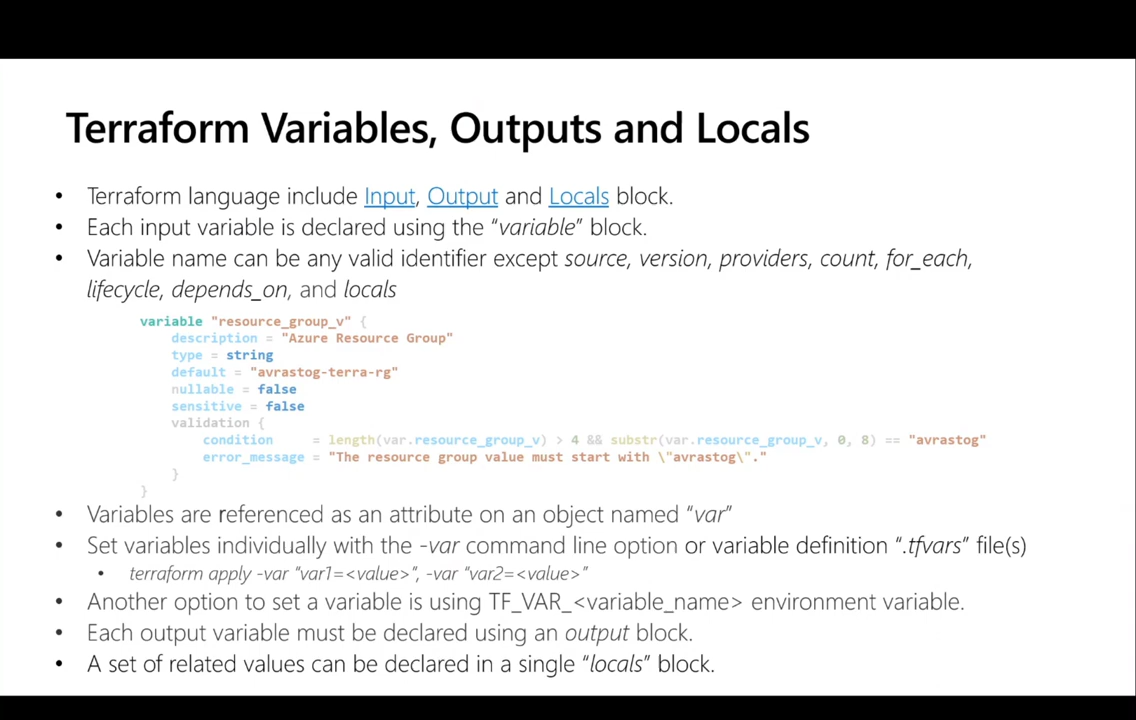 Terraform Variables, Outputs and Locals
• Terraform language include Input, Output and Locals block.
• Each input variable is declared using the “variable” block.
• Variable name can be any valid identifier except source, version, providers, count, for_each,
lifecycle, depends_on, and locals
variable "resource_group_v" {
description = "Azure Resource Group"
type = string
default = "avrastog-terra-rg"
nullable = false
sensitive = false
validation {
condition = length(var.resource_group_v) > 4 && substr(var.resource_group_v, 0, 8) == "avrastog"
error_message = "The resource group value must start with \"avrastog\"."
}
}
• Variables are referenced as an attribute on an object named “var”
• Set variables individually with the -var command line option or variable definition “.tfvars” file(s)
• terraform apply -var “var1=<value>”, -var “var2=<value>”
• Another option to set a variable is using TF_VAR_<variable_name> environment variable.
• Each output variable must be declared using an output block.
• A set of related values can be declared in a single “locals” block.